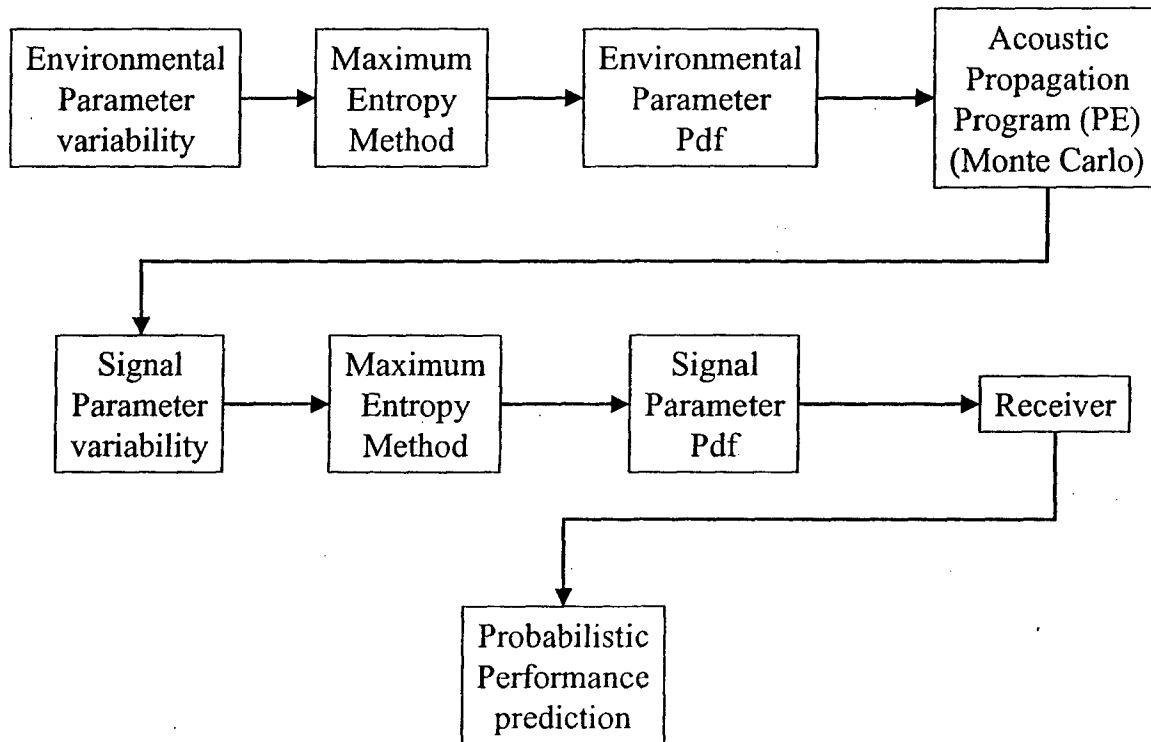 Environmental
Parameter
variability
Maximum
Entropy
Method
Environmental
Parameter
Pdf
Acoustic
Propagation
Program (PE)
(Monte Carlo)
Signal
Parameter
variability
Maximum
Entropy
Method
Signal
Parameter
Pdf
Receiver
Probabilistic
Performance
prediction